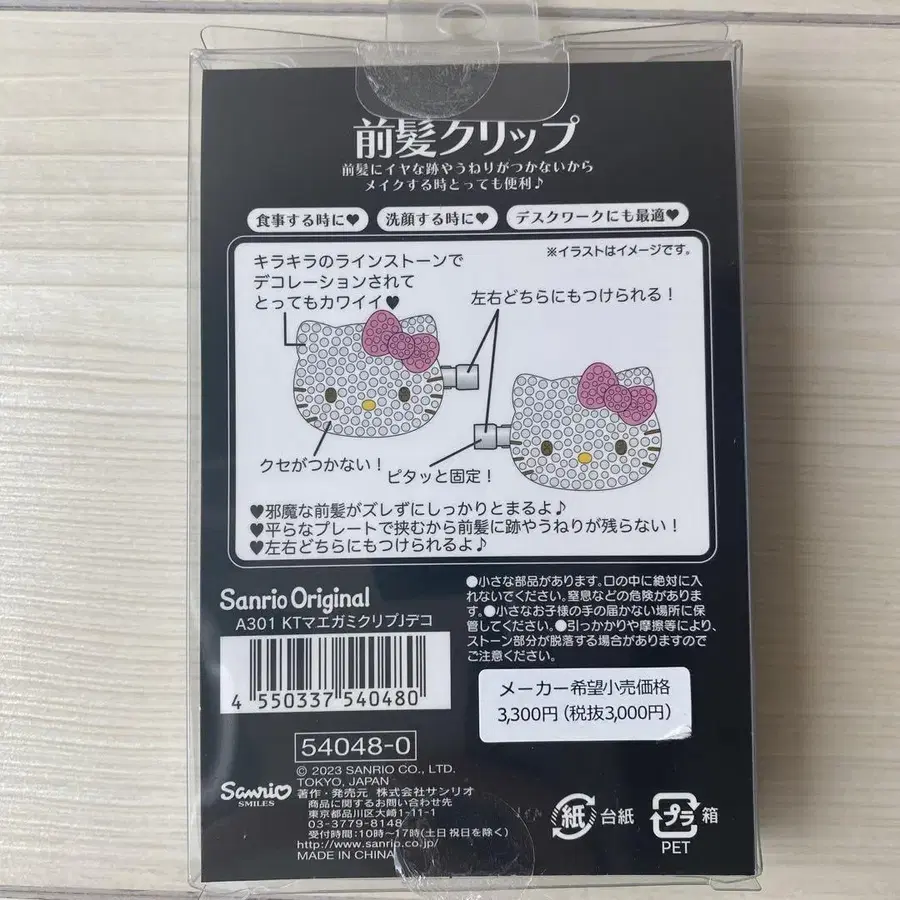 前髪クリップ
前髪にイヤな跡やうねりがつかないから
メイクする時とっても便利♪
食事する時に♥ 洗顔する時に♥ デスクワークにも最適♥
※イラストはイメージです。
キラキラのラインストーンで
デコレーションされて
とってもカワイイ♥
左右どちらにもつけられる!
クセがつかない!
ピタッと固定!
♥邪魔な前髪がズレずにしっかりとまるよ♪
♥平らなプレートで挟むから前髪に跡やうねりが残らない!
♥左右どちらにもつけられるよ♪
Sanrio Original
A301 KTマエガミクリプJデコ
4 550337 540480
●小さな部品があります。口の中に絶対に入
れないでください。窒息などの危険がありま
す。●小さなお子様の手の届かない場所に保
管してください。●引っかかりや摩擦等により、
ストーン部分が脱落する場合がありますので
ご注意ください。
メーカー希望小売価格
3,300円(税抜3,000円)
54048-0
© 2023 SANRIO CO., LTD.
TOKYO, JAPAN
Sanrio
SMILES
著作・発売元 株式会社サンリオ
商品に関するお問い合わせ先
東京都品川区大崎1-11-1
03-3779-8148
受付時間:10時~17時(土日祝日を除く)
http://www.sanrio.co.jp/
MADE IN CHINA
紙 台紙
プラ 箱
PET